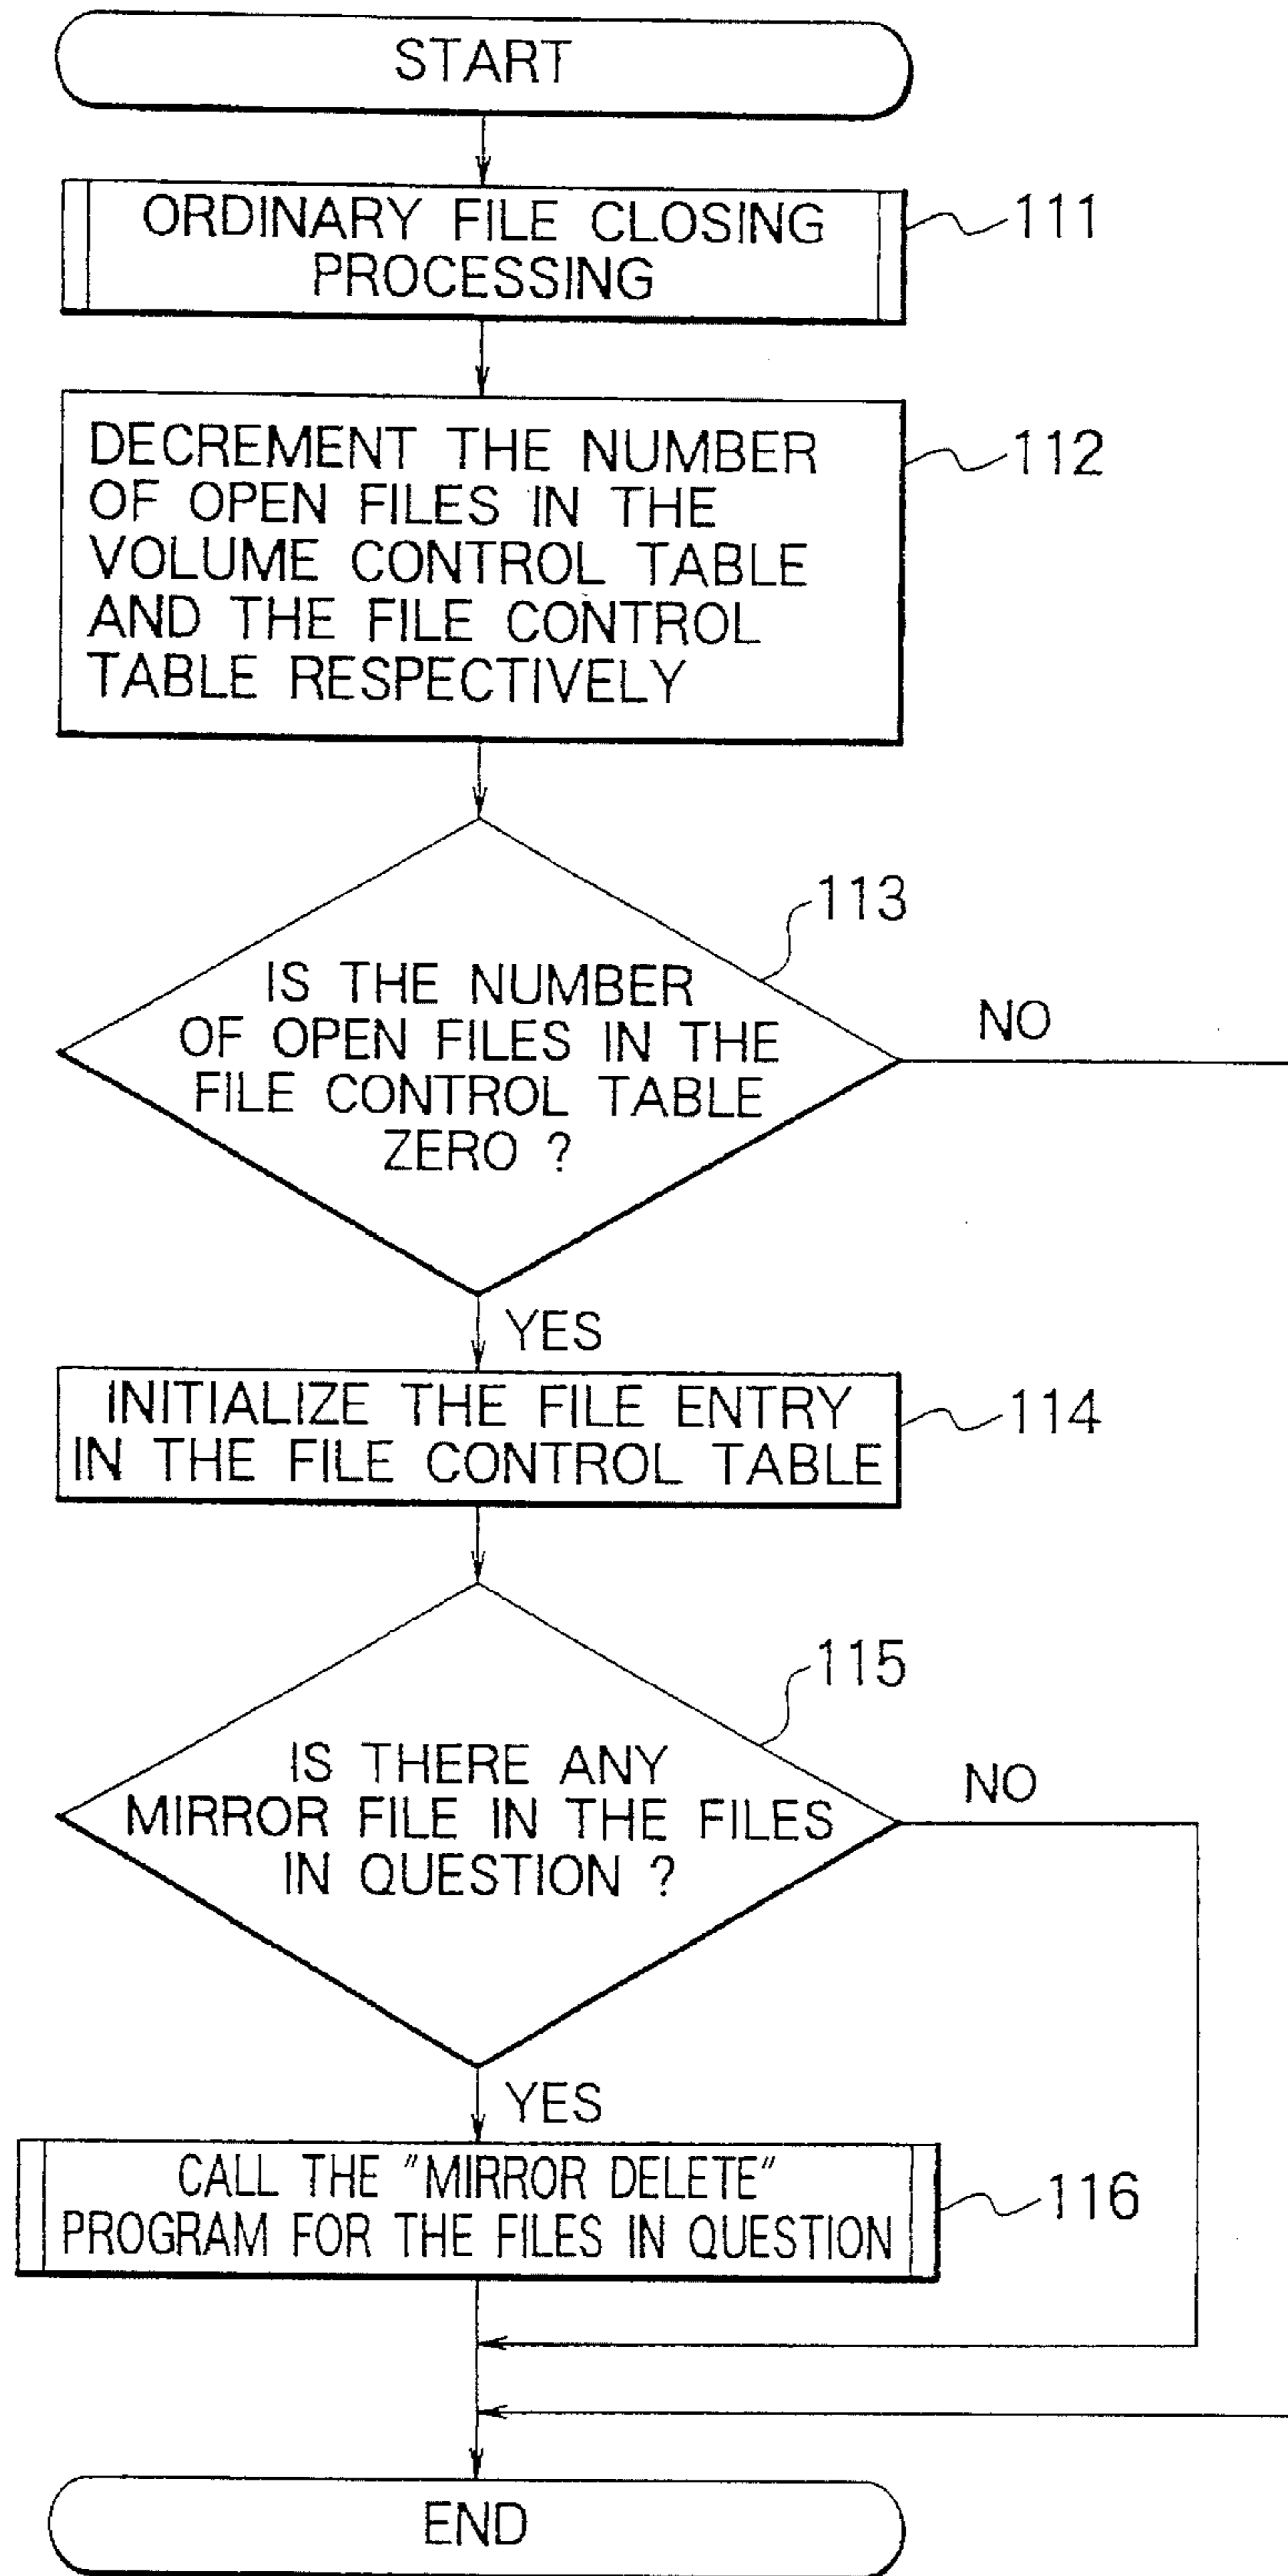 START
ORDINARY FILE CLOSING
PROCESSING
111
DECREMENT THE NUMBER
OF OPEN FILES IN THE
VOLUME CONTROL TABLE
AND THE FILE CONTROL
TABLE RESPECTIVELY
112
113
IS THE NUMBER
OF OPEN FILES IN THE
FILE CONTROL TABLE
ZERO ?
NO
YES
INITIALIZE THE FILE ENTRY
IN THE FILE CONTROL TABLE
114
115
IS THERE ANY
MIRROR FILE IN THE FILES
IN QUESTION ?
NO
YES
CALL THE "MIRROR DELETE"
PROGRAM FOR THE FILES IN QUESTION
116
END